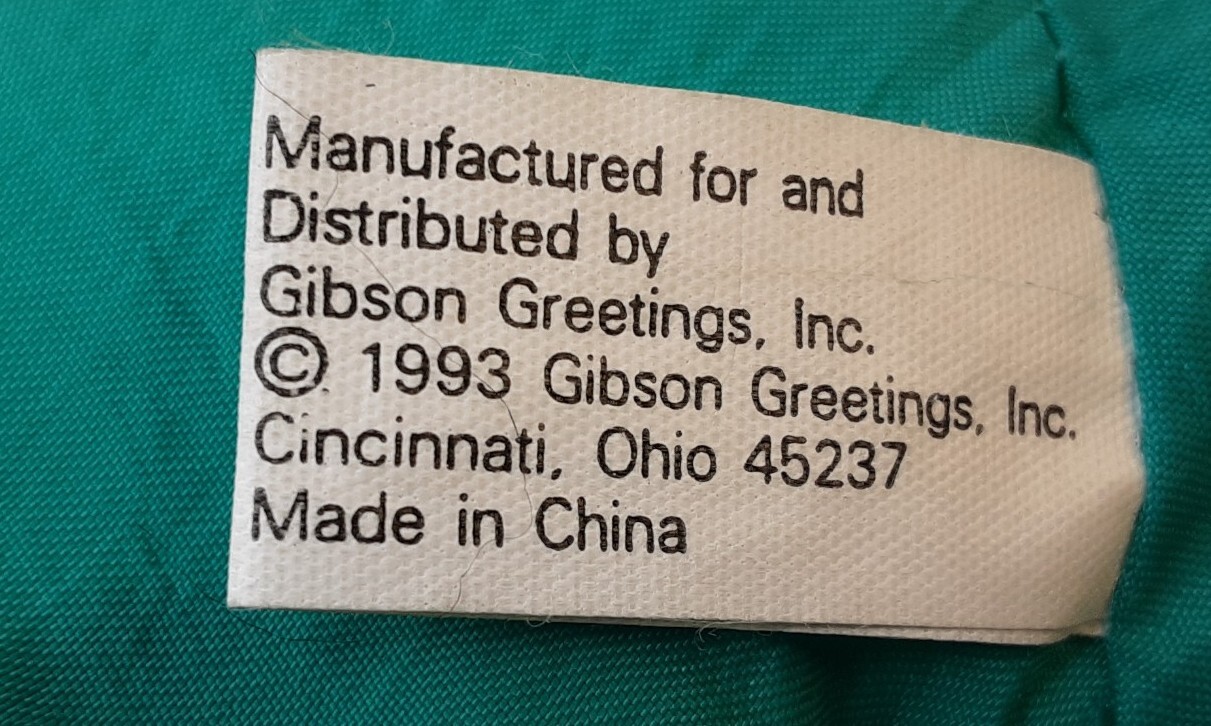 Manufactured for and
Distributed by
Gibson Greetings, Inc.
© 1993 Gibson Greetings, Inc.
Cincinnati, Ohio 45237
Made in China